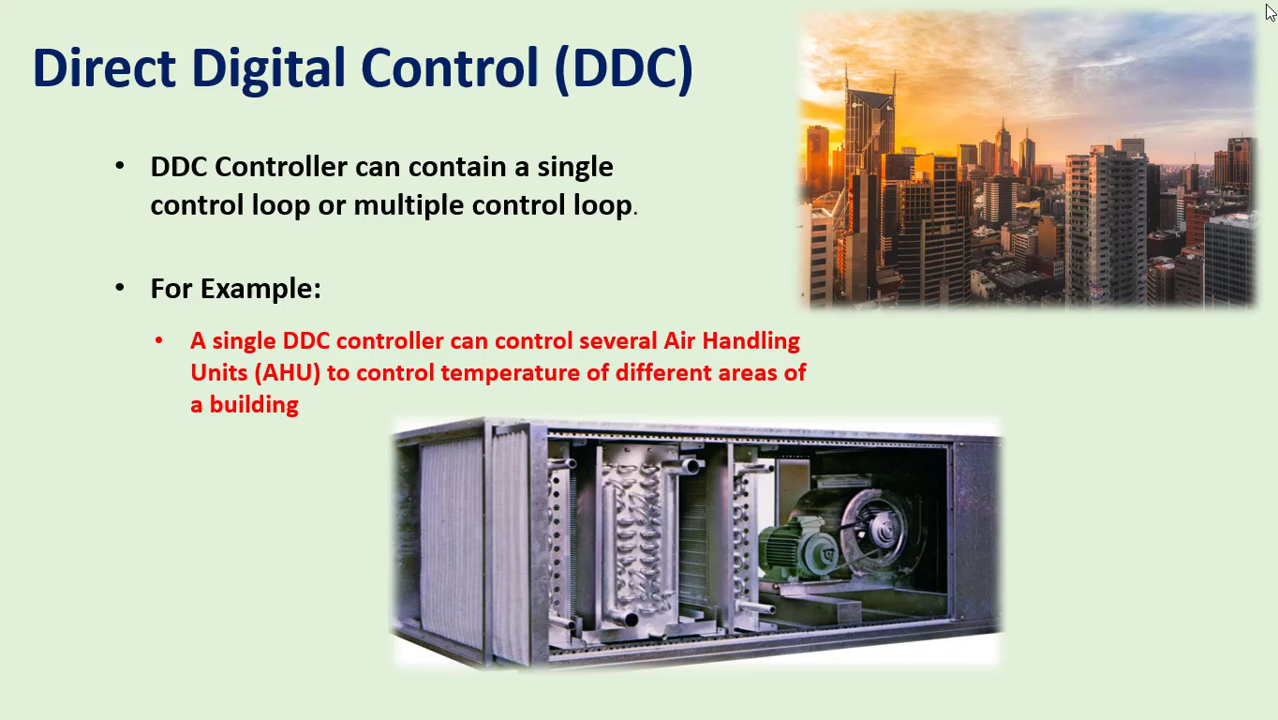 Direct Digital Control (DDC)
• DDC Controller can contain a single
control loop or multiple control loop.
• For Example:
• A single DDC controller can control several Air Handling
Units (AHU) to control temperature of different areas of
a building